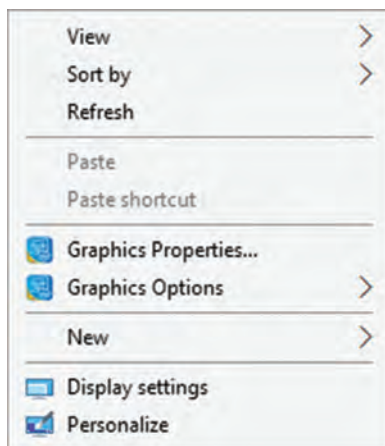 View
Sort by
Refresh
Paste
Paste shortcut
Graphics Properties...
Graphics Options
New
Display settings
Personalize